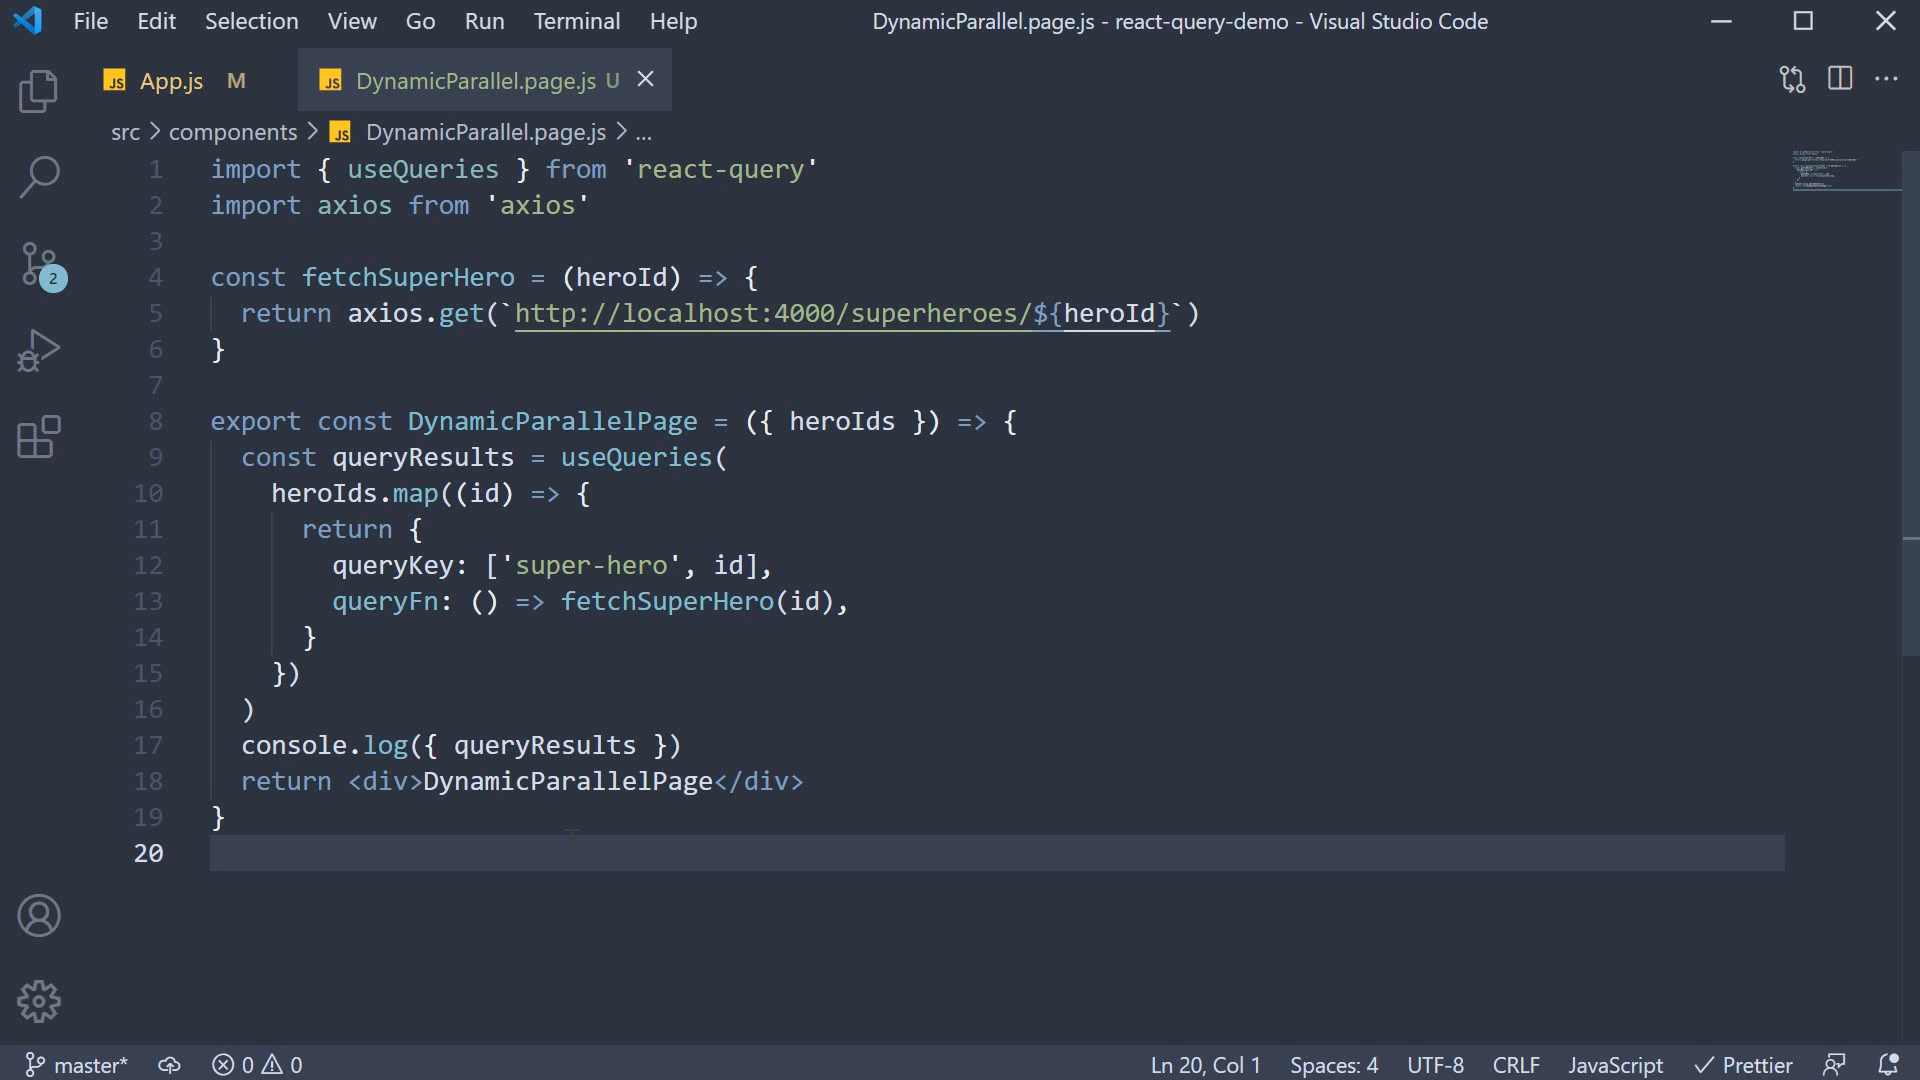 File Edit Selection View Go Run Terminal Help DynamicParallel.page.js - react-query-demo - Visual Studio Code
JS App.js M JS DynamicParallel.page.js U
src > components > JS DynamicParallel.page.js > ...
1 import { useQueries } from 'react-query'
2 import axios from 'axios'
3
4 const fetchSuperHero = (heroId) => {
5 return axios.get(`http://localhost:4000/superheroes/${heroId}`)
6 }
7
8 export const DynamicParallelPage = ({ heroIds }) => {
9 const queryResults = useQueries(
10 heroIds.map((id) => {
11 return {
12 queryKey: ['super-hero', id],
13 queryFn: () => fetchSuperHero(id),
14 }
15 })
16 )
17 console.log({ queryResults })
18 return <div>DynamicParallelPage</div>
19 }
20
2
master* 0 0 Ln 20, Col 1 Spaces: 4 UTF-8 CRLF JavaScript Prettier